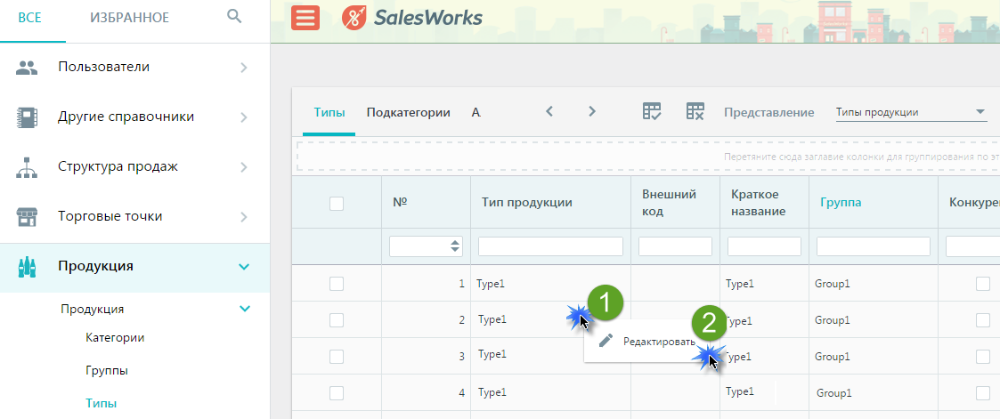 ВСЕ ИЗБРАННОЕ
SalesWorks
Пользователи
Другие справочники
Структура продаж
Торговые точки
Продукция
Продукция
Категории
Группы
Типы
Типы Подкатегории А Представление Типы продукции
Перетяните сюда заглавие колонки для группирования по эт
№ Тип продукции Внешний код Краткое название Группа Конкуре
1 Type1 Type1 Group1
2 Type1 Type1 Group1
3 Type1 Type1 Group1
4 Type1 Type1 Group1
1
2
Редактировать